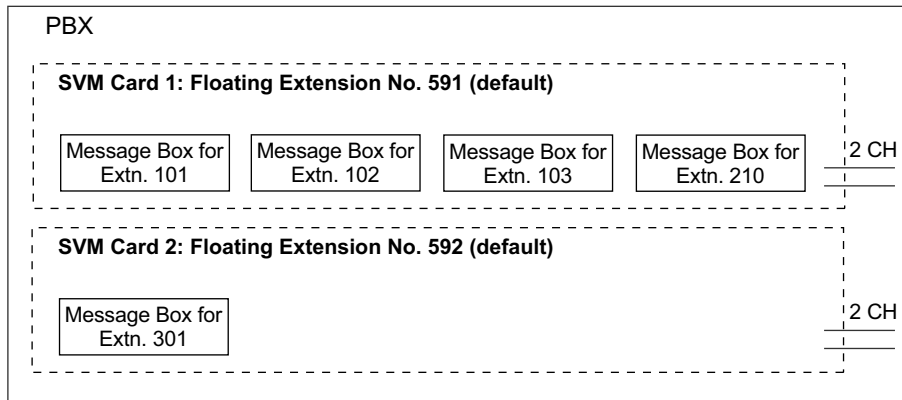 PBX
SVM Card 1: Floating Extension No. 591 (default)
Message Box for
Extn. 101
Message Box for
Extn. 102
Message Box for
Extn. 103
Message Box for
Extn. 210
2 CH
SVM Card 2: Floating Extension No. 592 (default)
Message Box for
Extn. 301
2 CH